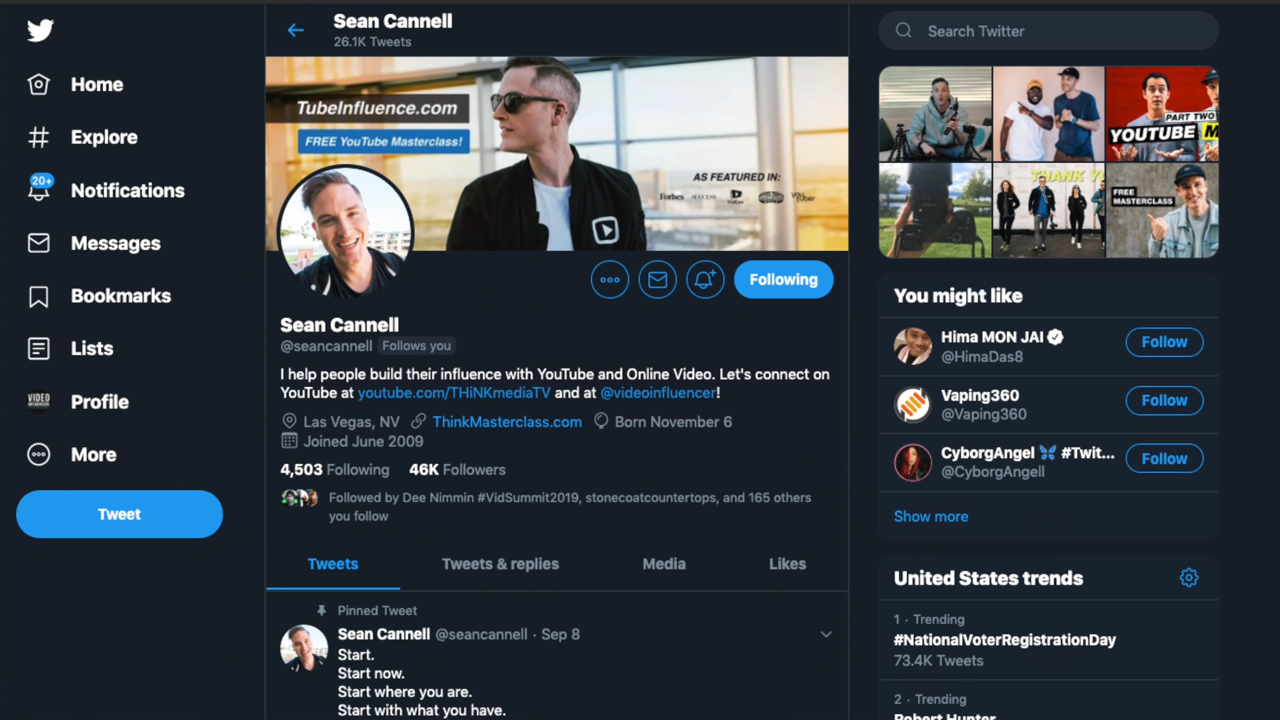 Home
Explore
20+
Notifications
Messages
Bookmarks
Lists
VIDEO
Profile
More
Tweet
Sean Cannell
26.1K Tweets
TubeInfluence.com
FREE YouTube Masterclass!
AS FEATURED IN:
Forbes SUCCESS
Following
Sean Cannell
@seancannell Follows you
I help people build their influence with YouTube and Online Video. Let's connect on
YouTube at youtube.com/THiNKmediaTV and at @videoinfluencer!
Las Vegas, NV ThinkMasterclass.com Born November 6
Joined June 2009
4,503 Following 46K Followers
Followed by Dee Nimmin #VidSummit2019, stonecoatcountertops, and 165 others
you follow
Tweets Tweets & replies Media Likes
Pinned Tweet
Sean Cannell @seancannell · Sep 8
Start.
Start now.
Start where you are.
Start with what you have.
Search Twitter
PART TWO
YOUTUBE M
THANK Y
FREE
MASTERCLASS
You might like
Hima MON JAI
@HimaDas8
Follow
Vaping360
@Vaping360
Follow
CyborgAngel 🦋 #Twit...
@CyborgAngell
Follow
Show more
United States trends
1 · Trending
#NationalVoterRegistrationDay
73.4K Tweets
2 · Trending
Robert Hunter